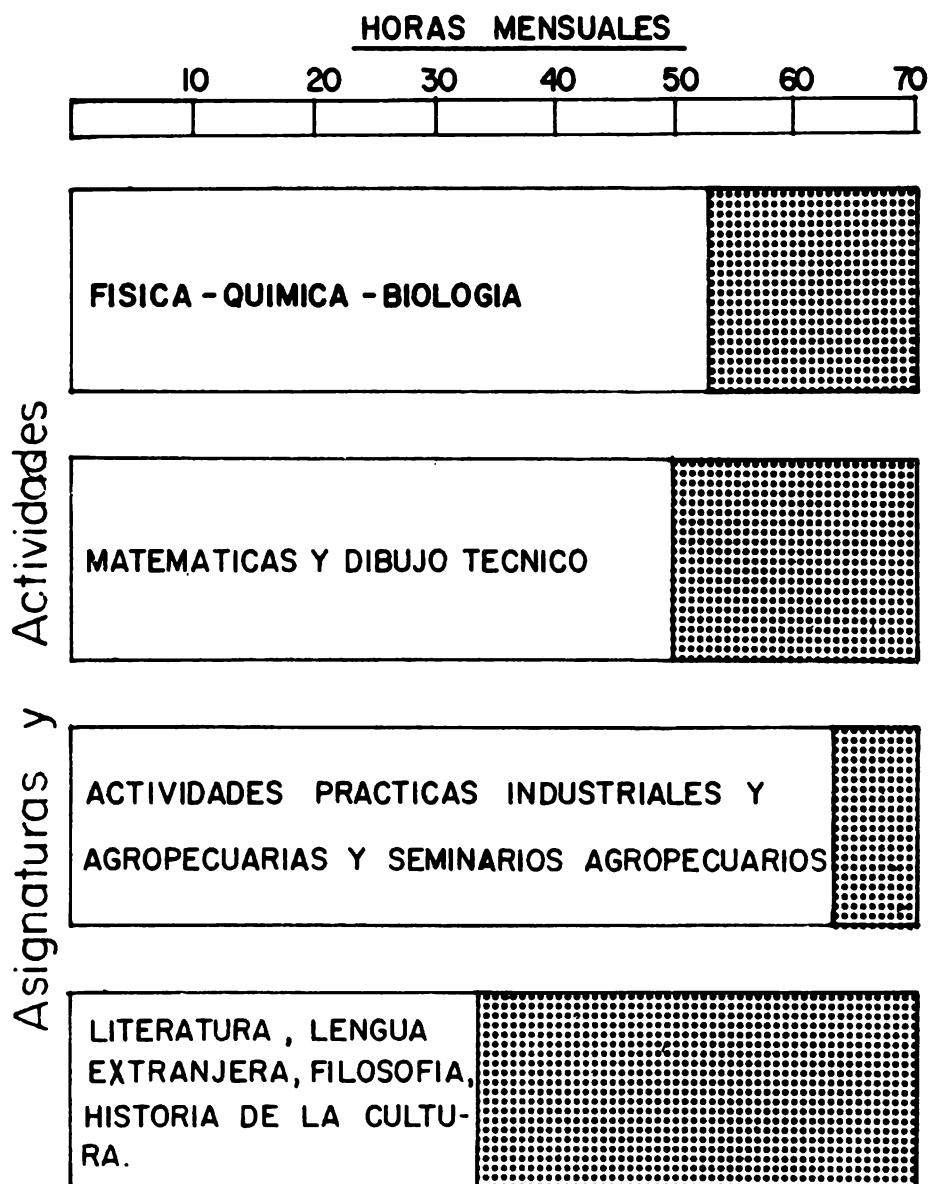 HORAS MENSUALES
10 20 30 40 50 60 70
Asignaturas y Actividades
FISICA - QUIMICA - BIOLOGIA
MATEMATICAS Y DIBUJO TECNICO
ACTIVIDADES PRACTICAS INDUSTRIALES Y
AGROPECUARIAS Y SEMINARIOS AGROPECUARIOS
LITERATURA , LENGUA
EXTRANJERA, FILOSOFIA,
HISTORIA DE LA CULTU-
RA.